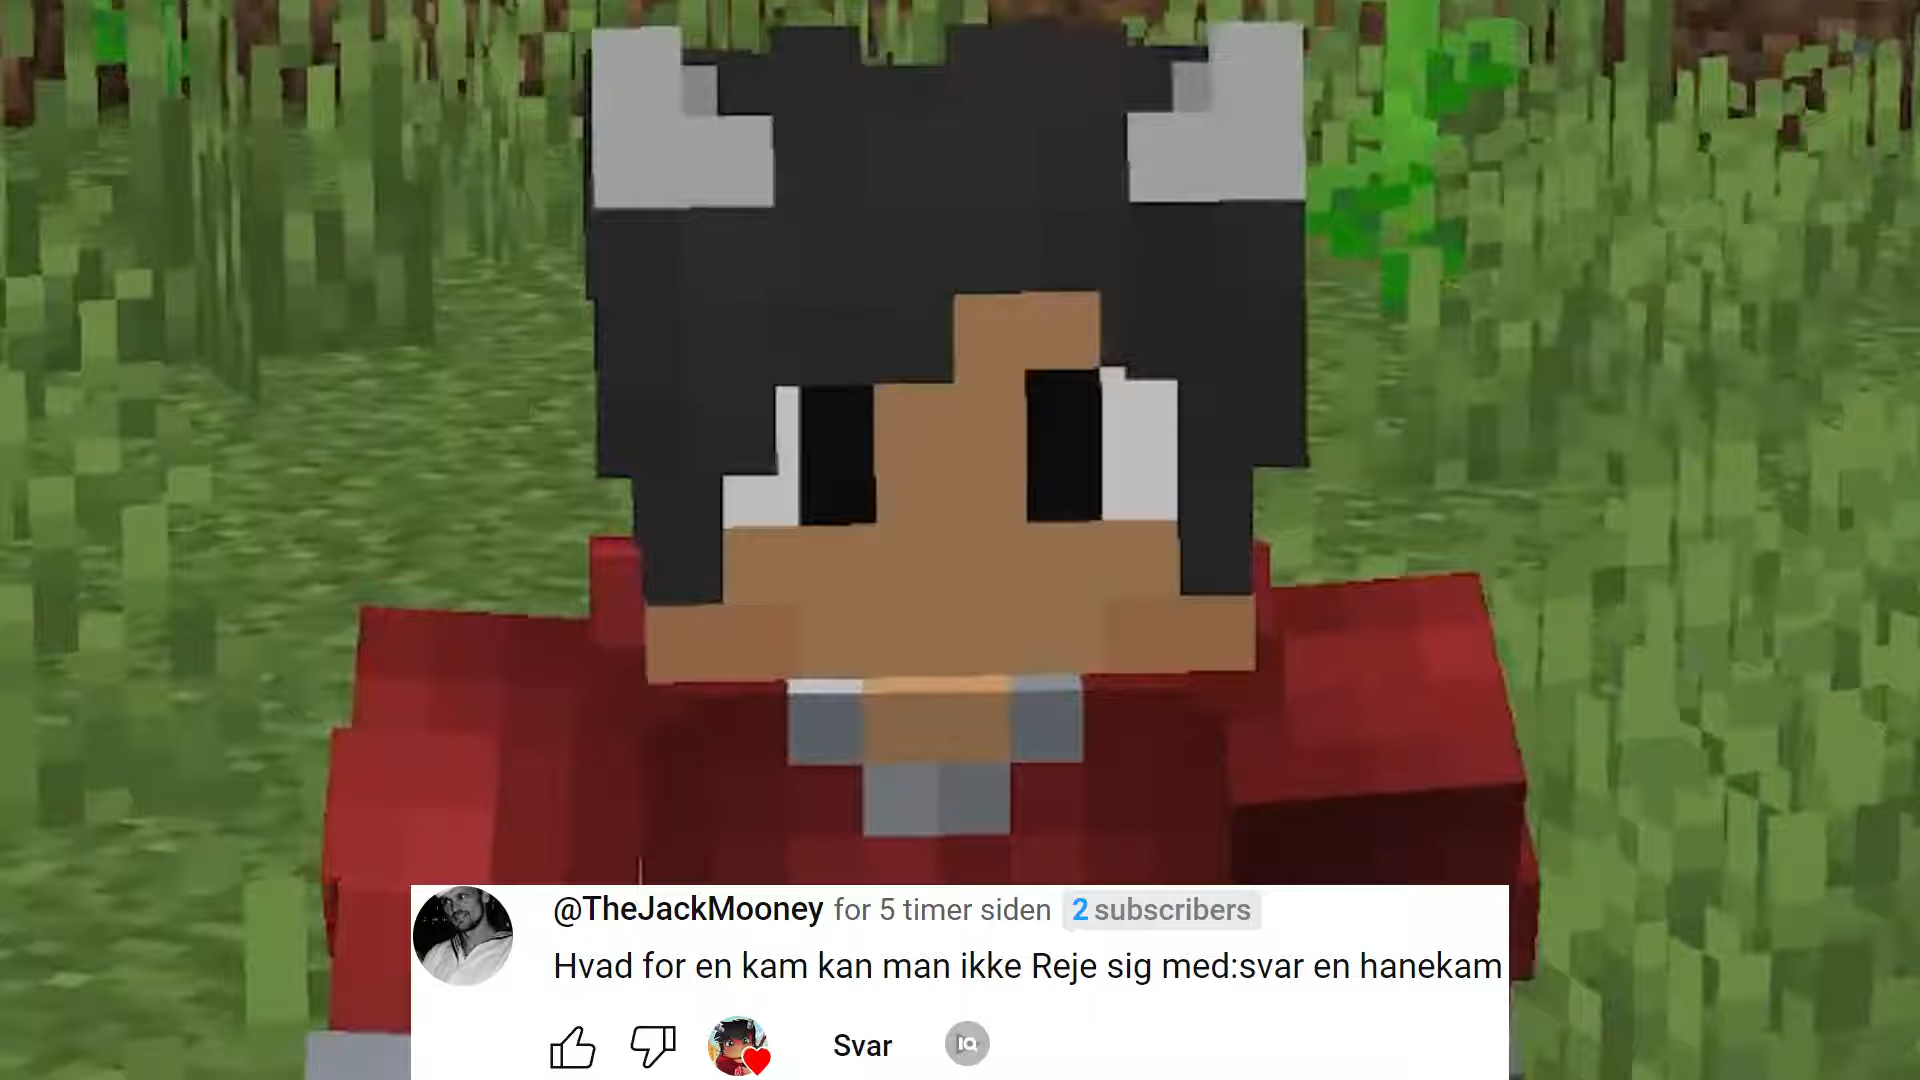 @TheJackMooney for 5 timer siden 2 subscribers
Hvad for en kam kan man ikke Reje sig med:svar en hanekam
Svar
IQ